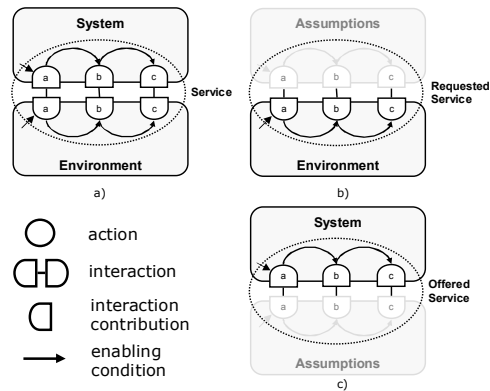 System
a b c
Service
a b c
Environment
a)
Assumptions
a b c
Requested
Service
a b c
Environment
b)
action
interaction
interaction
contribution
enabling
condition
System
a b c
Offered
Service
a b c
Assumptions
c)